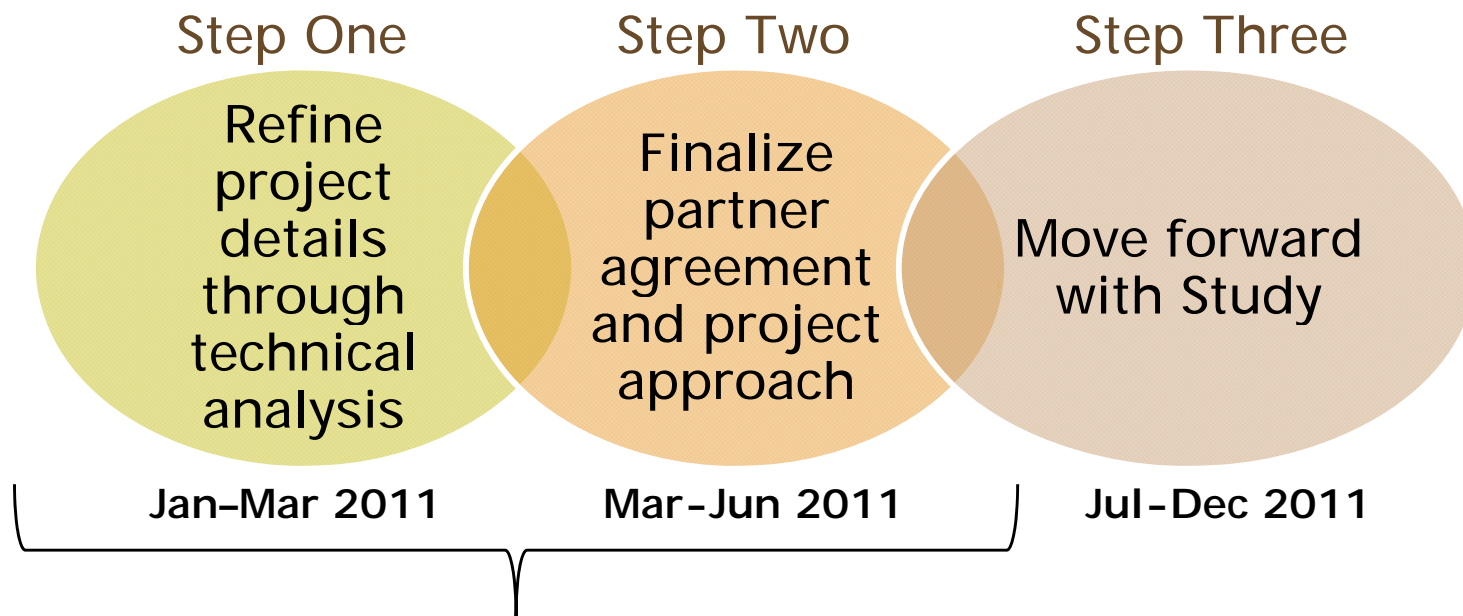 Step One
Step Two
Step Three
Refine
project
details
through
technical
analysis
Finalize
partner
agreement
and project
approach
Move forward
with Study
Jan–Mar 2011
Mar-Jun 2011
Jul-Dec 2011